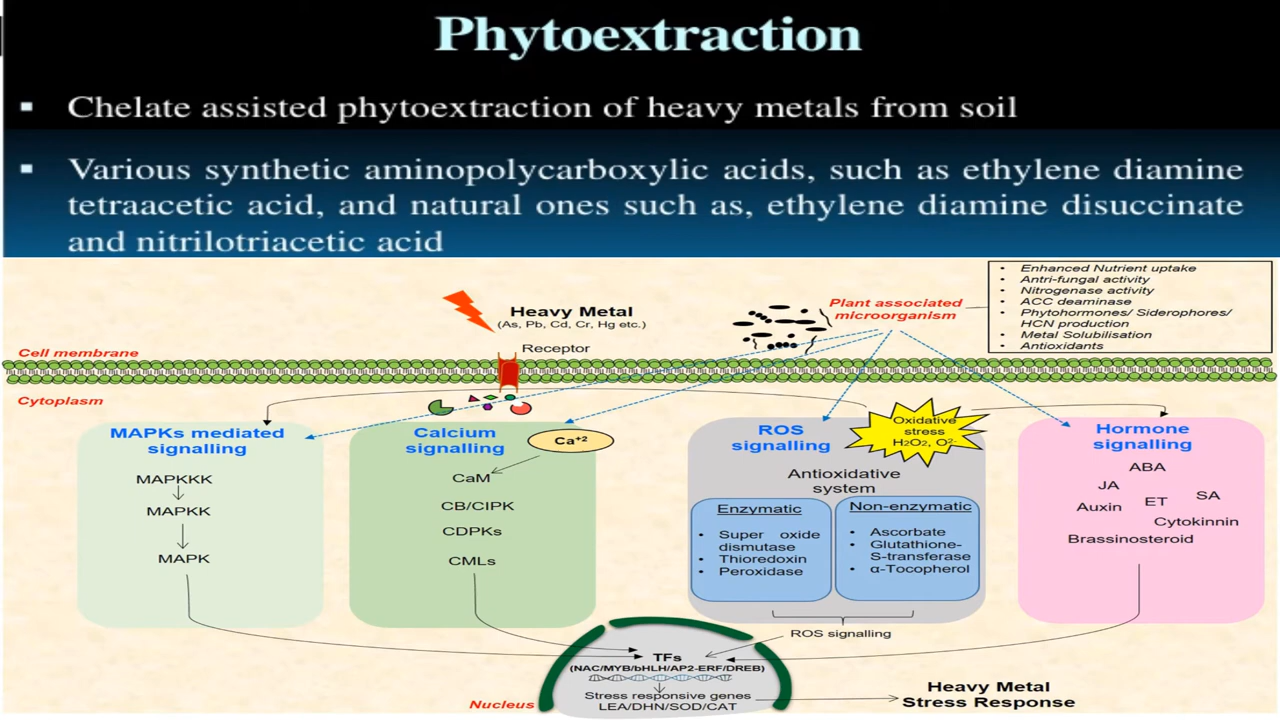 Phytoextraction
▪ Chelate assisted phytoextraction of heavy metals from soil
▪ Various synthetic aminopolycarboxylic acids, such as ethylene diamine
tetraacetic acid, and natural ones such as, ethylene diamine disuccinate
and nitrilotriacetic acid
• Enhanced Nutrient uptake
• Antri-fungal activity
• Nitrogenase activity
• ACC deaminase
• Phytohormones/ Siderophores/
HCN production
• Metal Solubilisation
• Antioxidants
Heavy Metal
(As, Pb, Cd, Cr, Hg etc.)
Plant associated
microorganism
Receptor
Cell membrane
Cytoplasm
MAPKs mediated
signalling
MAPKKK
MAPKK
MAPK
Calcium
signalling
Ca+2
CaM
CB/CIPK
CDPKs
CMLs
ROS
signalling
Oxidative
stress
H2O2, O2-
Antioxidative
system
Enzymatic
• Super oxide
dismutase
• Thioredoxin
• Peroxidase
Non-enzymatic
• Ascorbate
• Glutathione-
S-transferase
• α-Tocopherol
Hormone
signalling
ABA
JA
ET
SA
Auxin
Cytokinnin
Brassinosteroid
ROS signalling
TFs
(NAC/MYB/bHLH/AP2-ERF/DREB)
Stress responsive genes
LEA/DHN/SOD/CAT
Nucleus
Heavy Metal
Stress Response